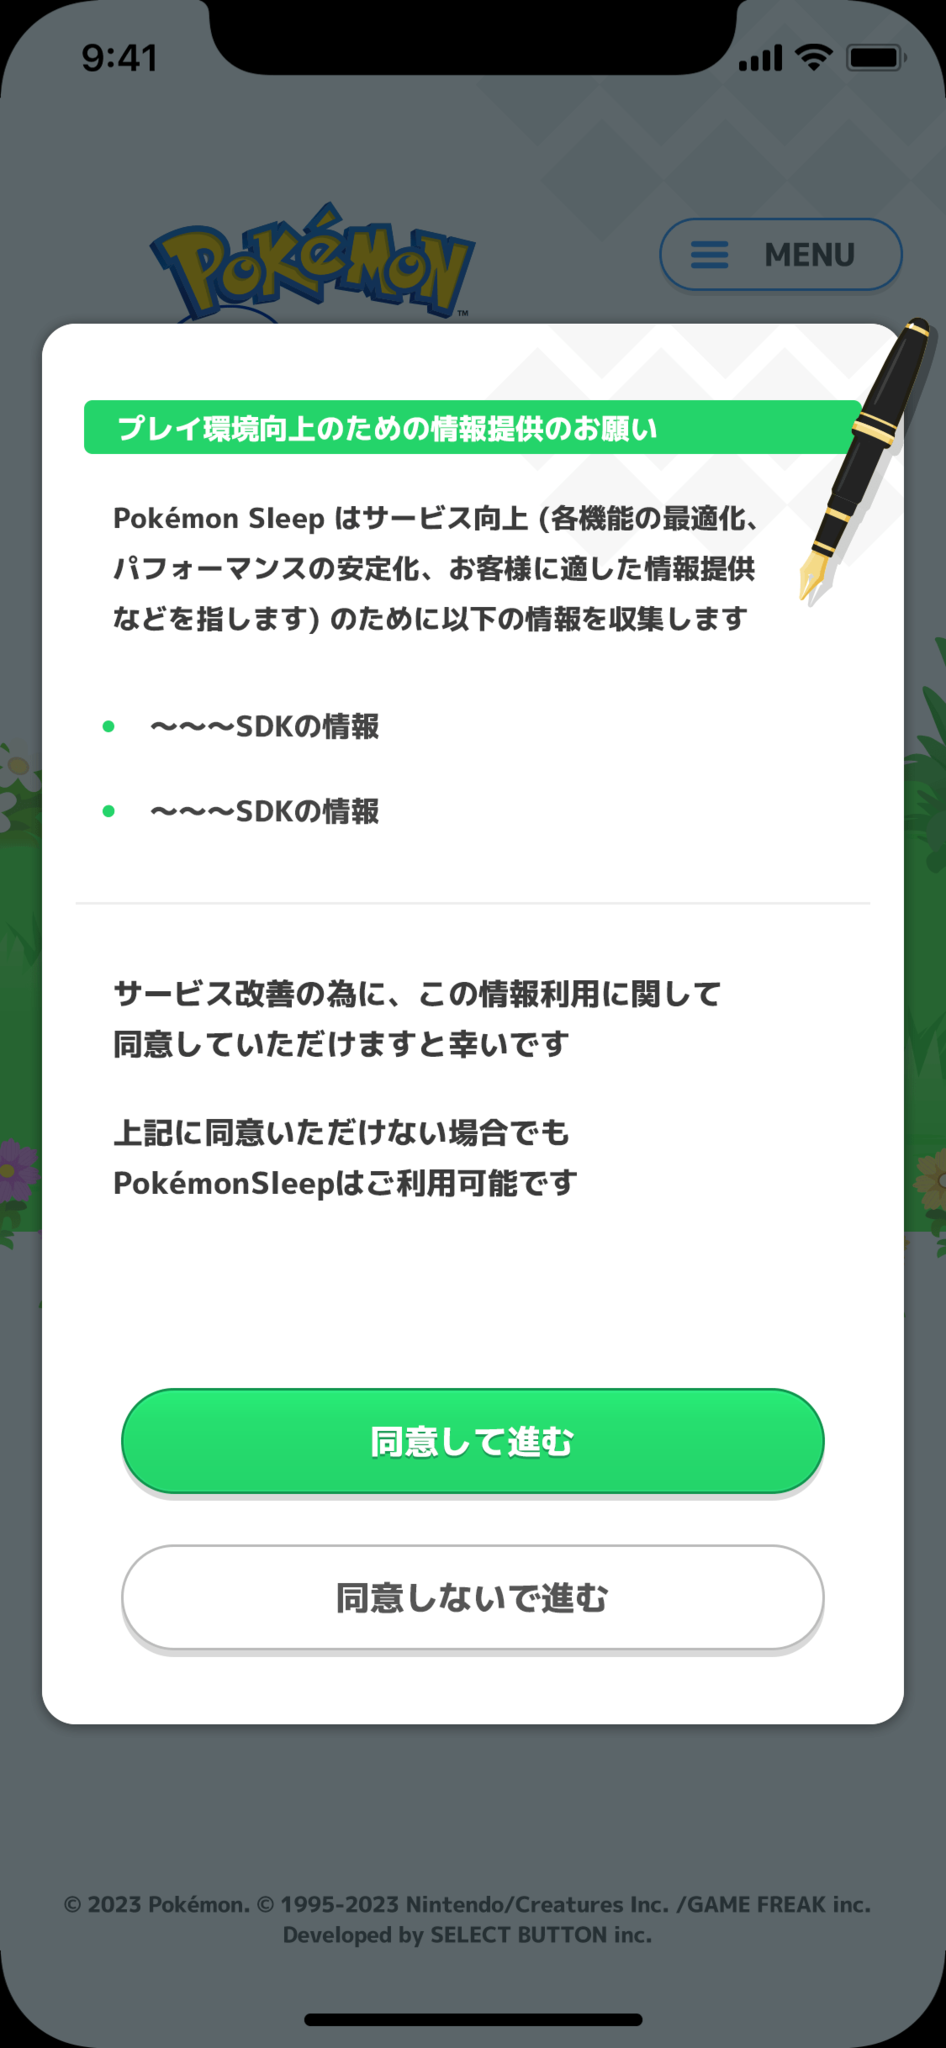 9:41
POKéMON
TM
MENU
プレイ環境向上のための情報提供のお願い
Pokémon Sleep はサービス向上 (各機能の最適化、
パフォーマンスの安定化、お客様に適した情報提供
などを指します) のために以下の情報を収集します
• 〜〜〜SDKの情報
• 〜〜〜SDKの情報
サービス改善の為に、この情報利用に関して
同意していただけますと幸いです
上記に同意いただけない場合でも
PokémonSleepはご利用可能です
同意して進む
同意しないで進む
© 2023 Pokémon. © 1995-2023 Nintendo/Creatures Inc. /GAME FREAK inc.
Developed by SELECT BUTTON inc.